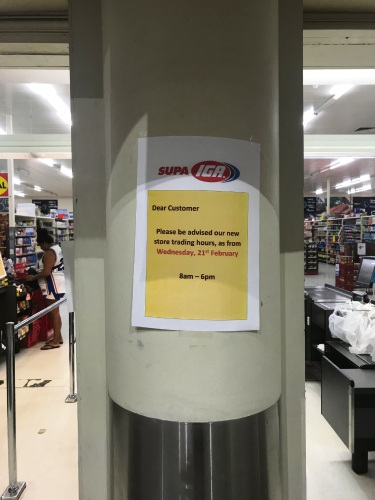 SUPA IGA
Dear Customer
Please be advised our new
store trading hours, as from
Wednesday, 21st February
8am – 6pm